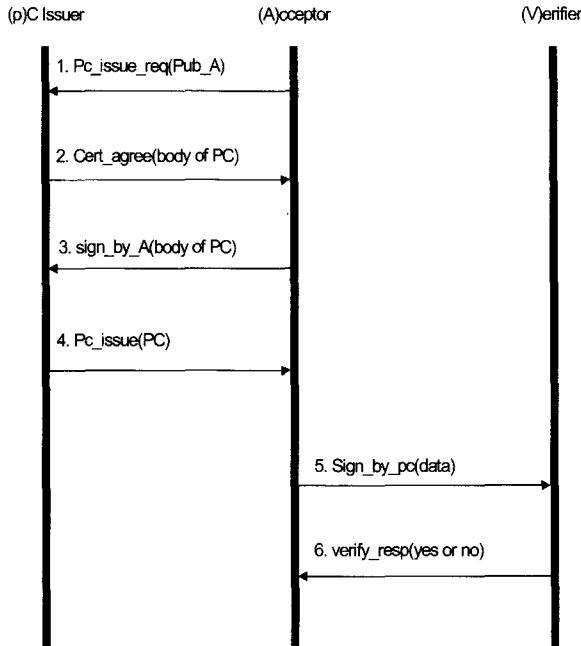 (p)C Issuer (A)cceptor (V)erifier
1. Pc_issue_req(Pub_A)
2. Cert_agree(body of PC)
3. sign_by_A(body of PC)
4. Pc_issue(PC)
5. Sign_by_pc(data)
6. verify_resp(yes or no)